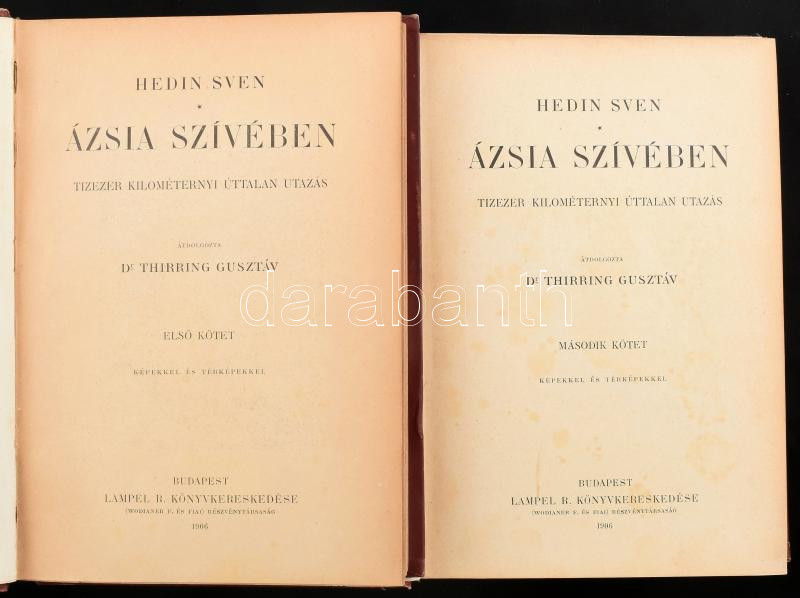 HEDIN SVEN
*
ÁZSIA SZÍVÉBEN
TIZEZER KILOMÉTERNYI ÚTTALAN UTAZÁS
ÁTDOLGOZTA
Dr THIRRING GUSZTÁV
ELSŐ KÖTET
KÉPEKKEL ÉS TÉRKÉPEKKEL
BUDAPEST
LAMPEL R. KÖNYVKERESKEDÉSE
(WODIANER F. ÉS FIAI) RÉSZVÉNYTÁRSASÁG
1906
HEDIN SVEN
*
ÁZSIA SZÍVÉBEN
TIZEZER KILOMÉTERNYI ÚTTALAN UTAZÁS
ÁTDOLGOZTA
Dr THIRRING GUSZTÁV
MÁSODIK KÖTET
KÉPEKKEL ÉS TÉRKÉPEKKEL
BUDAPEST
LAMPEL R. KÖNYVKERESKEDÉSE
(WODIANER F. ÉS FIAI) RÉSZVÉNYTÁRSASÁG
1906
darabanth